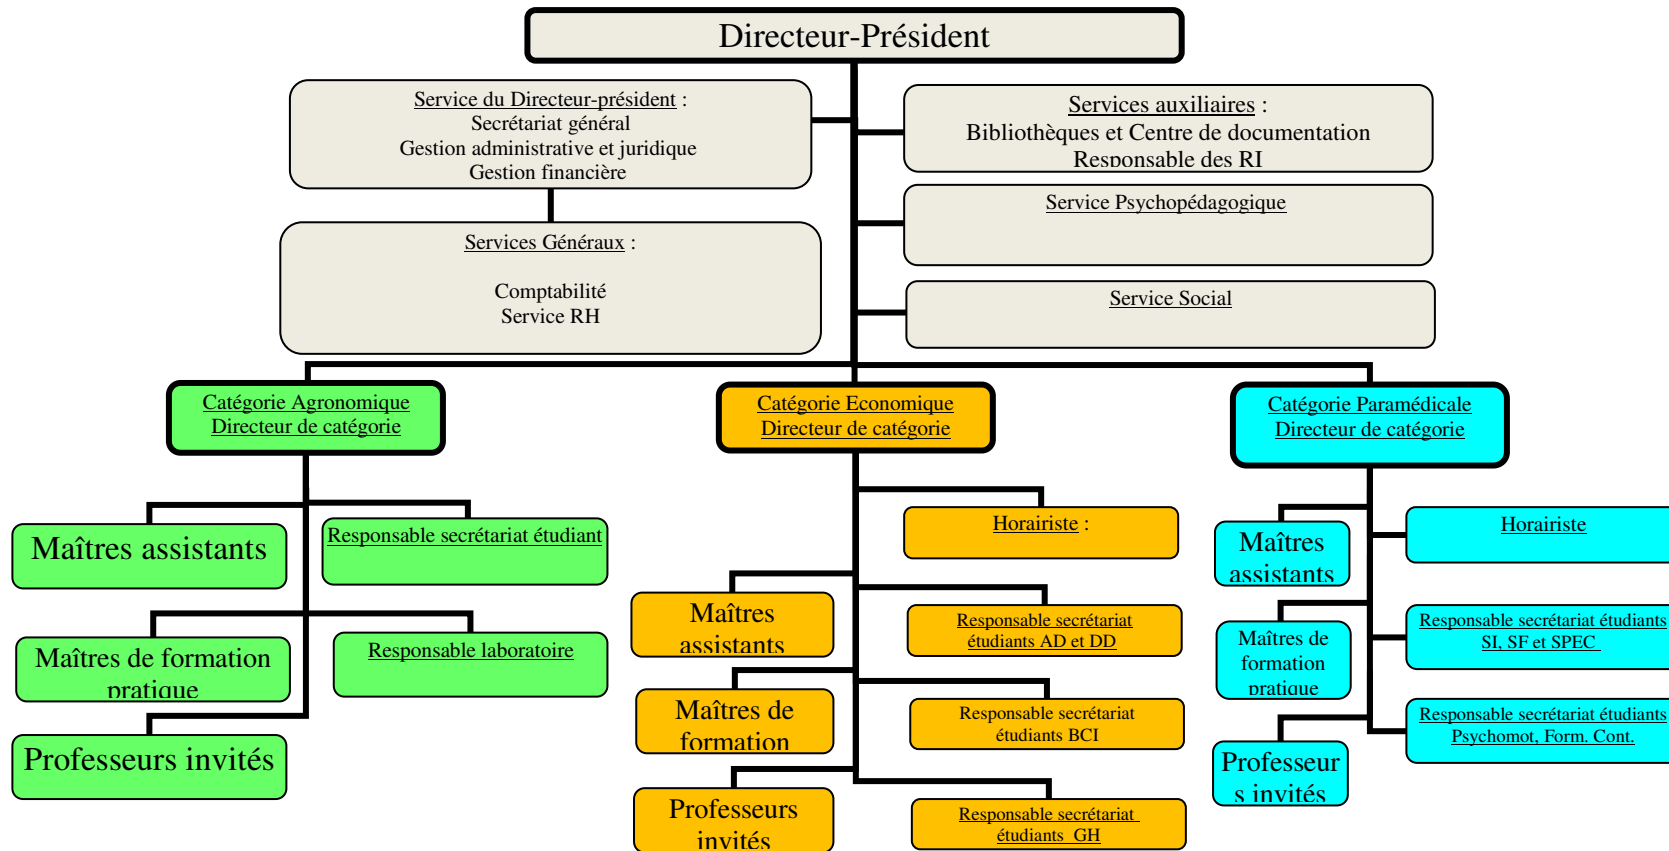 Directeur-Président
Service du Directeur-président :
Secrétariat général
Gestion administrative et juridique
Gestion financière
Services auxiliaires :
Bibliothèques et Centre de documentation
Responsable des RI
Service Psychopédagogique
Services Généraux :
Comptabilité
Service RH
Service Social
Catégorie Agronomique
Directeur de catégorie
Catégorie Economique
Directeur de catégorie
Catégorie Paramédicale
Directeur de catégorie
Maîtres assistants
Responsable secrétariat étudiant
Maîtres de formation
pratique
Responsable laboratoire
Professeurs invités
Horairiste :
Maîtres
assistants
Responsable secrétariat
étudiants AD et DD
Maîtres de
formation
Responsable secrétariat
étudiants BCI
Professeurs
invités
Responsable secrétariat
étudiants GH
Maîtres
assistants
Horairiste
Maîtres de
formation
pratique
Responsable secrétariat étudiants
SI, SF et SPEC
Professeur
s invités
Responsable secrétariat étudiants
Psychomot, Form. Cont.